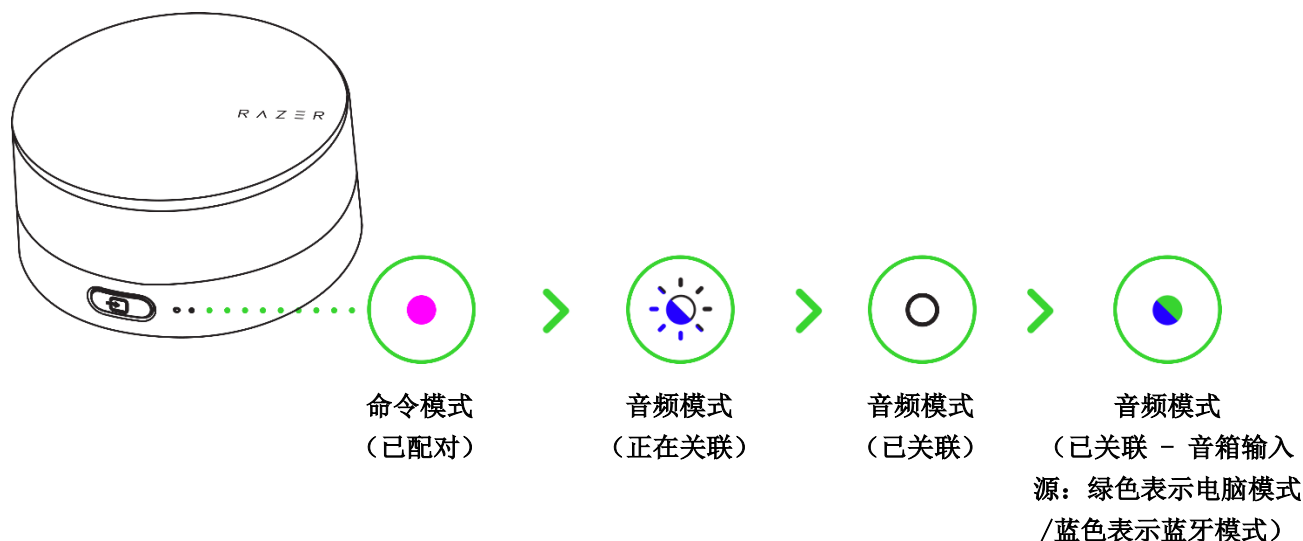 RAZER
命令模式
（已配对）
音频模式
（正在关联）
音频模式
（已关联）
音频模式
（已关联 - 音箱输入
源：绿色表示电脑模式
/蓝色表示蓝牙模式）